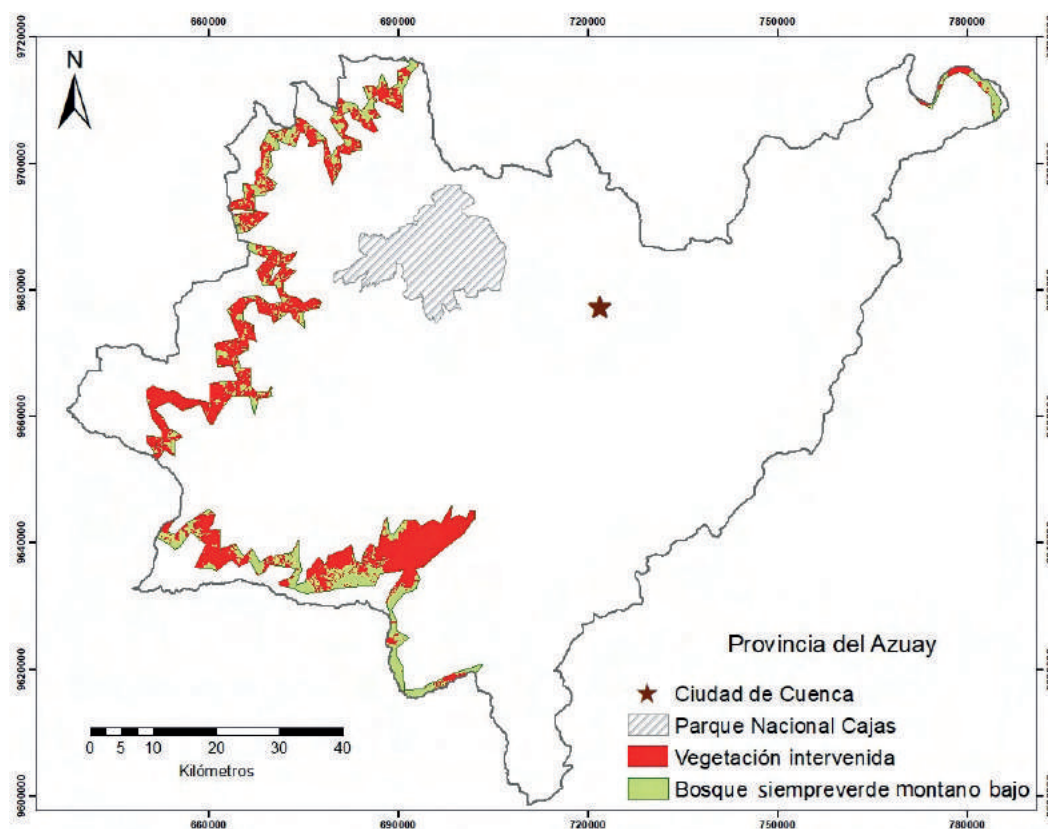 660000 690000 720000 750000 780000
9720000
9700000
9680000
9660000
9640000
9620000
9600000
N
Provincia del Azuay
Ciudad de Cuenca
Parque Nacional Cajas
Vegetación intervenida
Bosque siempreverde montano bajo
0 5 10 20 30 40
Kilómetros
660000 690000 720000 750000 780000